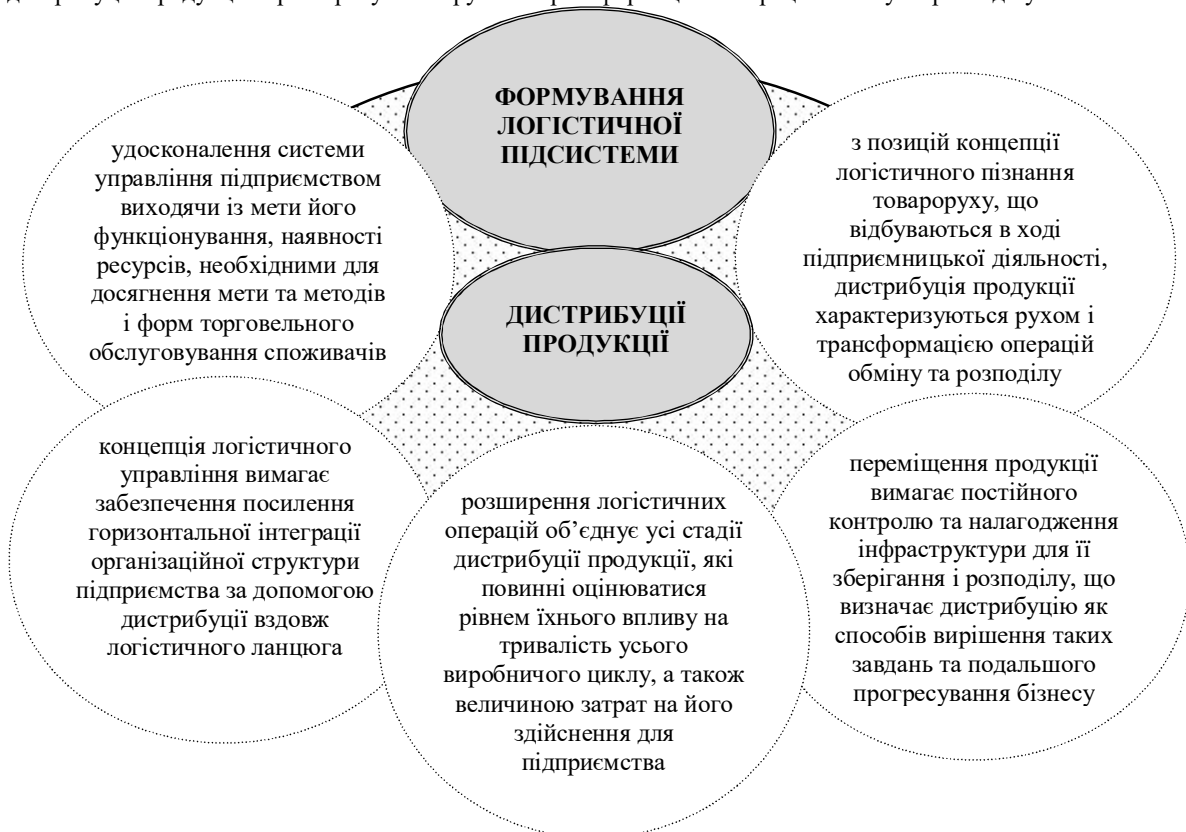 ФОРМУВАННЯ
ЛОГІСТИЧНОЇ
ПІДСИСТЕМИ
ДИСТРИБУЦІЇ
ПРОДУКЦІЇ
удосконалення системи
управління підприємством
виходячи із мети його
функціонування, наявності
ресурсів, необхідними для
досягнення мети та методів
і форм торговельного
обслуговування споживачів
з позицій концепції
логістичного пізнання
товароруху, що
відбуваються в ході
підприємницької діяльності,
дистрибуція продукції
характеризуються рухом і
трансформацією операцій
обміну та розподілу
концепція логістичного
управління вимагає
забезпечення посилення
горизонтальної інтеграції
організаційної структури
підприємства за допомогою
дистрибуції вздовж
логістичного ланцюга
розширення логістичних
операцій об’єднує усі стадії
дистрибуції продукції, які
повинні оцінюватися
рівнем їхнього впливу на
тривалість усього
виробничого циклу, а також
величиною затрат на його
здійснення для
підприємства
переміщення продукції
вимагає постійного
контролю та налагодження
інфраструктури для її
зберігання і розподілу, що
визначає дистрибуцію як
способів вирішення таких
завдань та подальшого
прогресування бізнесу